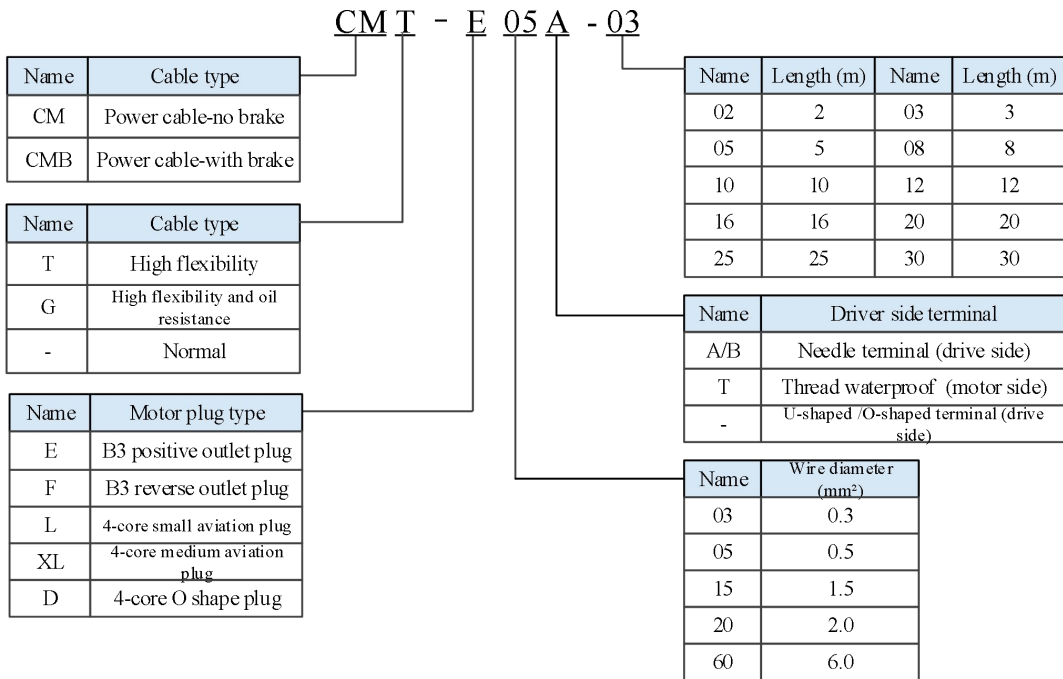 CMT - E 05 A - 03
Name Cable type
CM Power cable-no brake
CMB Power cable-with brake
Name Cable type
T High flexibility
G High flexibility and oil
resistance
- Normal
Name Motor plug type
E B3 positive outlet plug
F B3 reverse outlet plug
L 4-core small aviation plug
XL 4-core medium aviation
plug
D 4-core O shape plug
Name Length (m) Name Length (m)
02 2 03 3
05 5 08 8
10 10 12 12
16 16 20 20
25 25 30 30
Name Driver side terminal
A/B Needle terminal (drive side)
T Thread waterproof (motor side)
- U-shaped /O-shaped terminal (drive
side)
Name Wire diameter
(mm²)
03 0.3
05 0.5
15 1.5
20 2.0
60 6.0